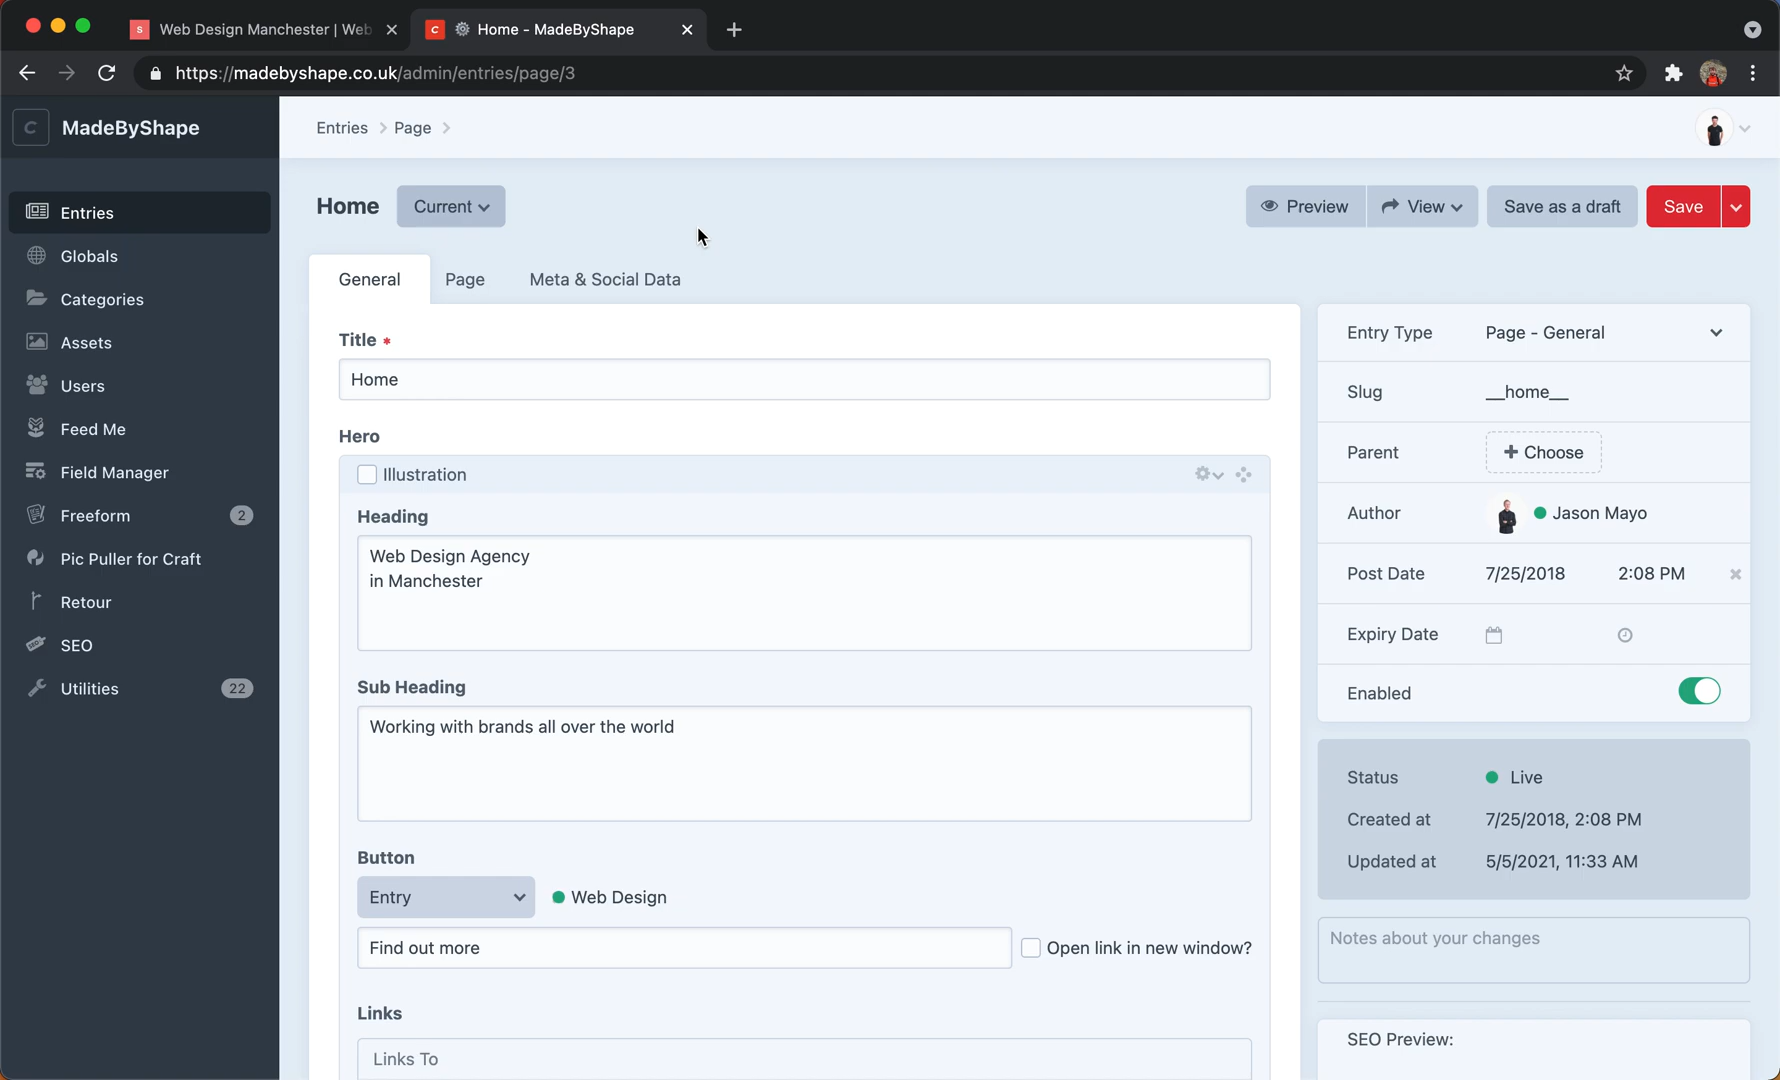 Web Design Manchester | Web
Home - MadeByShape
https://madebyshape.co.uk/admin/entries/page/3
MadeByShape
Entries
Globals
Categories
Assets
Users
Feed Me
Field Manager
Freeform 2
Pic Puller for Craft
Retour
SEO
Utilities 22
Entries Page
Home Current
Preview View Save as a draft Save
General Page Meta & Social Data
Title *
Home
Hero
Illustration
Heading
Web Design Agency
in Manchester
Sub Heading
Working with brands all over the world
Button
Entry Web Design
Find out more Open link in new window?
Links
Links To
Entry Type Page - General
Slug __home__
Parent + Choose
Author Jason Mayo
Post Date 7/25/2018 2:08 PM
Expiry Date
Enabled
Status Live
Created at 7/25/2018, 2:08 PM
Updated at 5/5/2021, 11:33 AM
Notes about your changes
SEO Preview: